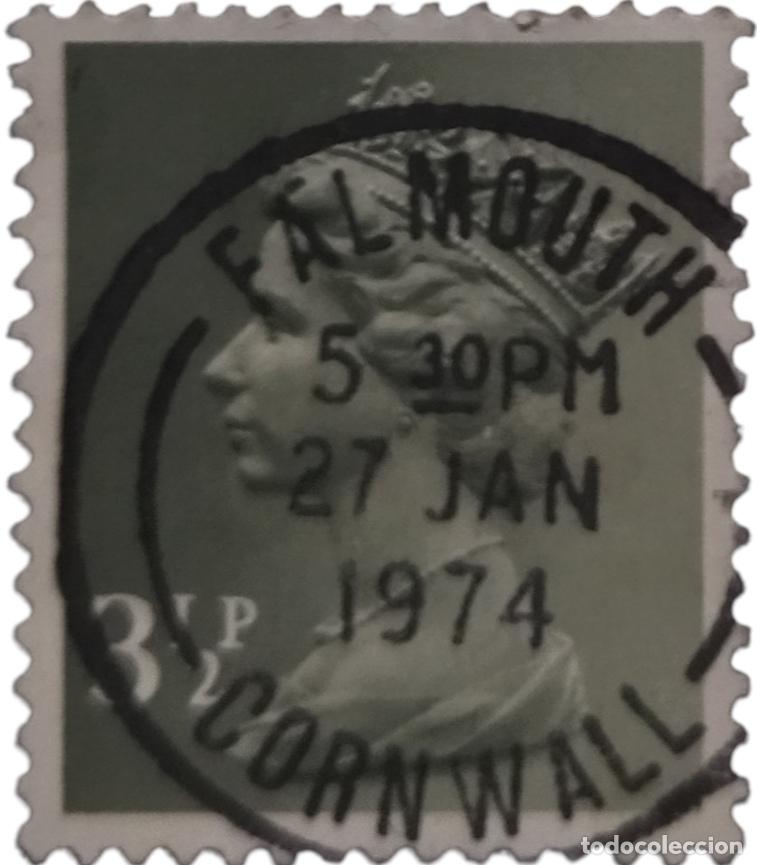 FALMOUTH
5 30PM
27 JAN
1974
3½P
CORNWALL
todocoleccion